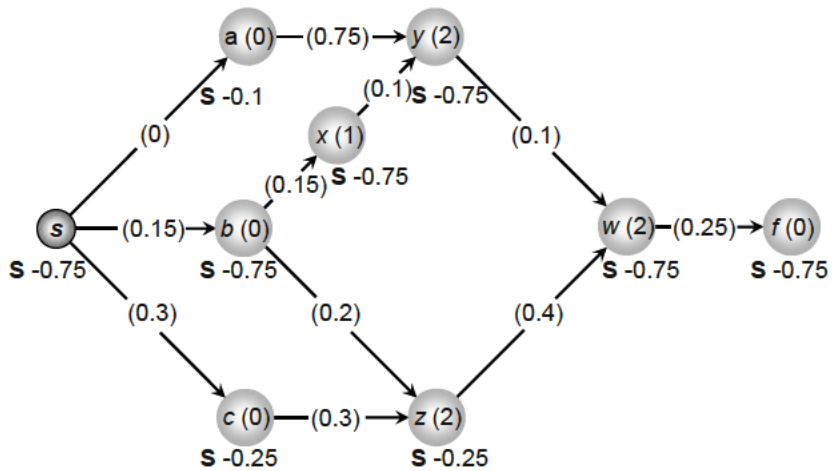 a (0)
(0.75)
y (2)
S -0.1
(0.1)
S -0.75
(0)
x (1)
(0.1)
S -0.75
(0.15)
s
(0.15)
b (0)
w (2)
(0.25)
f (0)
S -0.75
S -0.75
S -0.75
S -0.75
(0.3)
(0.2)
(0.4)
c (0)
(0.3)
z (2)
S -0.25
S -0.25